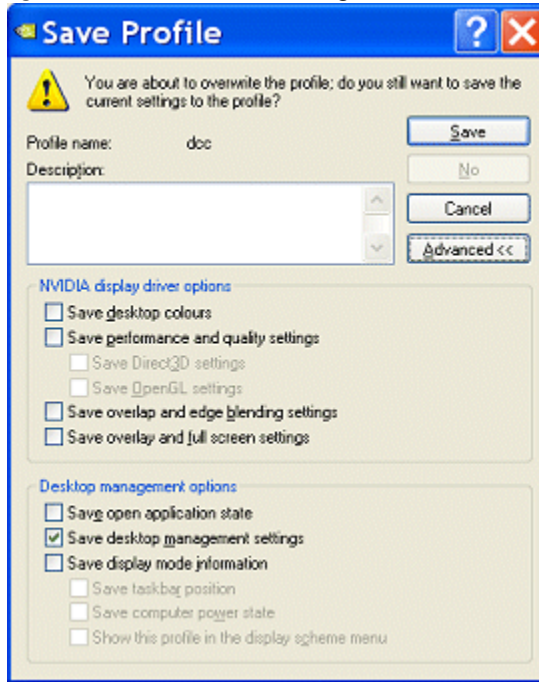 Save Profile
You are about to overwrite the profile; do you still want to save the
current settings to the profile?
Profile name: dcc
Save
Description:
No
Cancel
Advanced <<
NVIDIA display driver options
Save desktop colours
Save performance and quality settings
Save Direct3D settings
Save OpenGL settings
Save overlap and edge blending settings
Save overlay and full screen settings
Desktop management options
Save open application state
Save desktop management settings
Save display mode information
Save taskbar position
Save computer power state
Show this profile in the display scheme menu